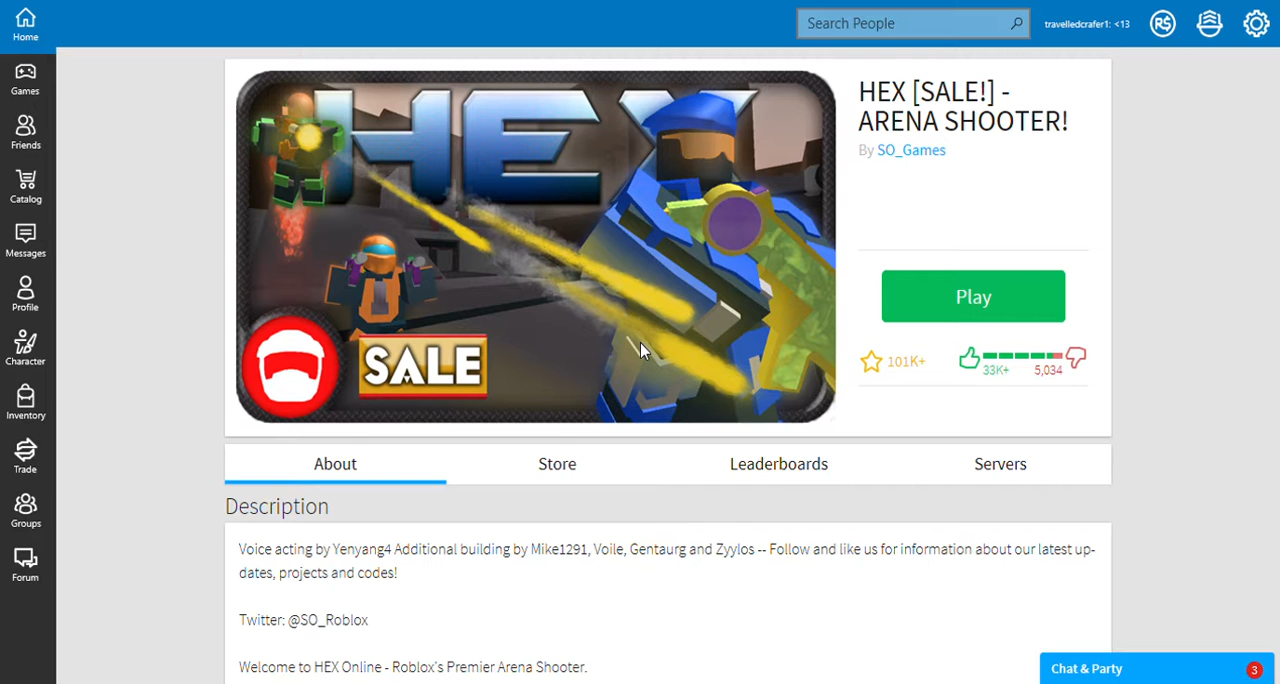 Home
Search People
travelledcrafer1: <13
R$
Games
Friends
Catalog
Messages
Profile
Character
Inventory
Trade
Groups
Forum
HEX
SALE
HEX [SALE!] -
ARENA SHOOTER!
By SO_Games
Play
101K+
33K+
5,034
About
Store
Leaderboards
Servers
Description
Voice acting by Yenyang4 Additional building by Mike1291, Voile, Gentaurg and Zyylos -- Follow and like us for information about our latest up-
dates, projects and codes!
Twitter: @SO_Roblox
Welcome to HEX Online - Roblox's Premier Arena Shooter.
Chat & Party
3